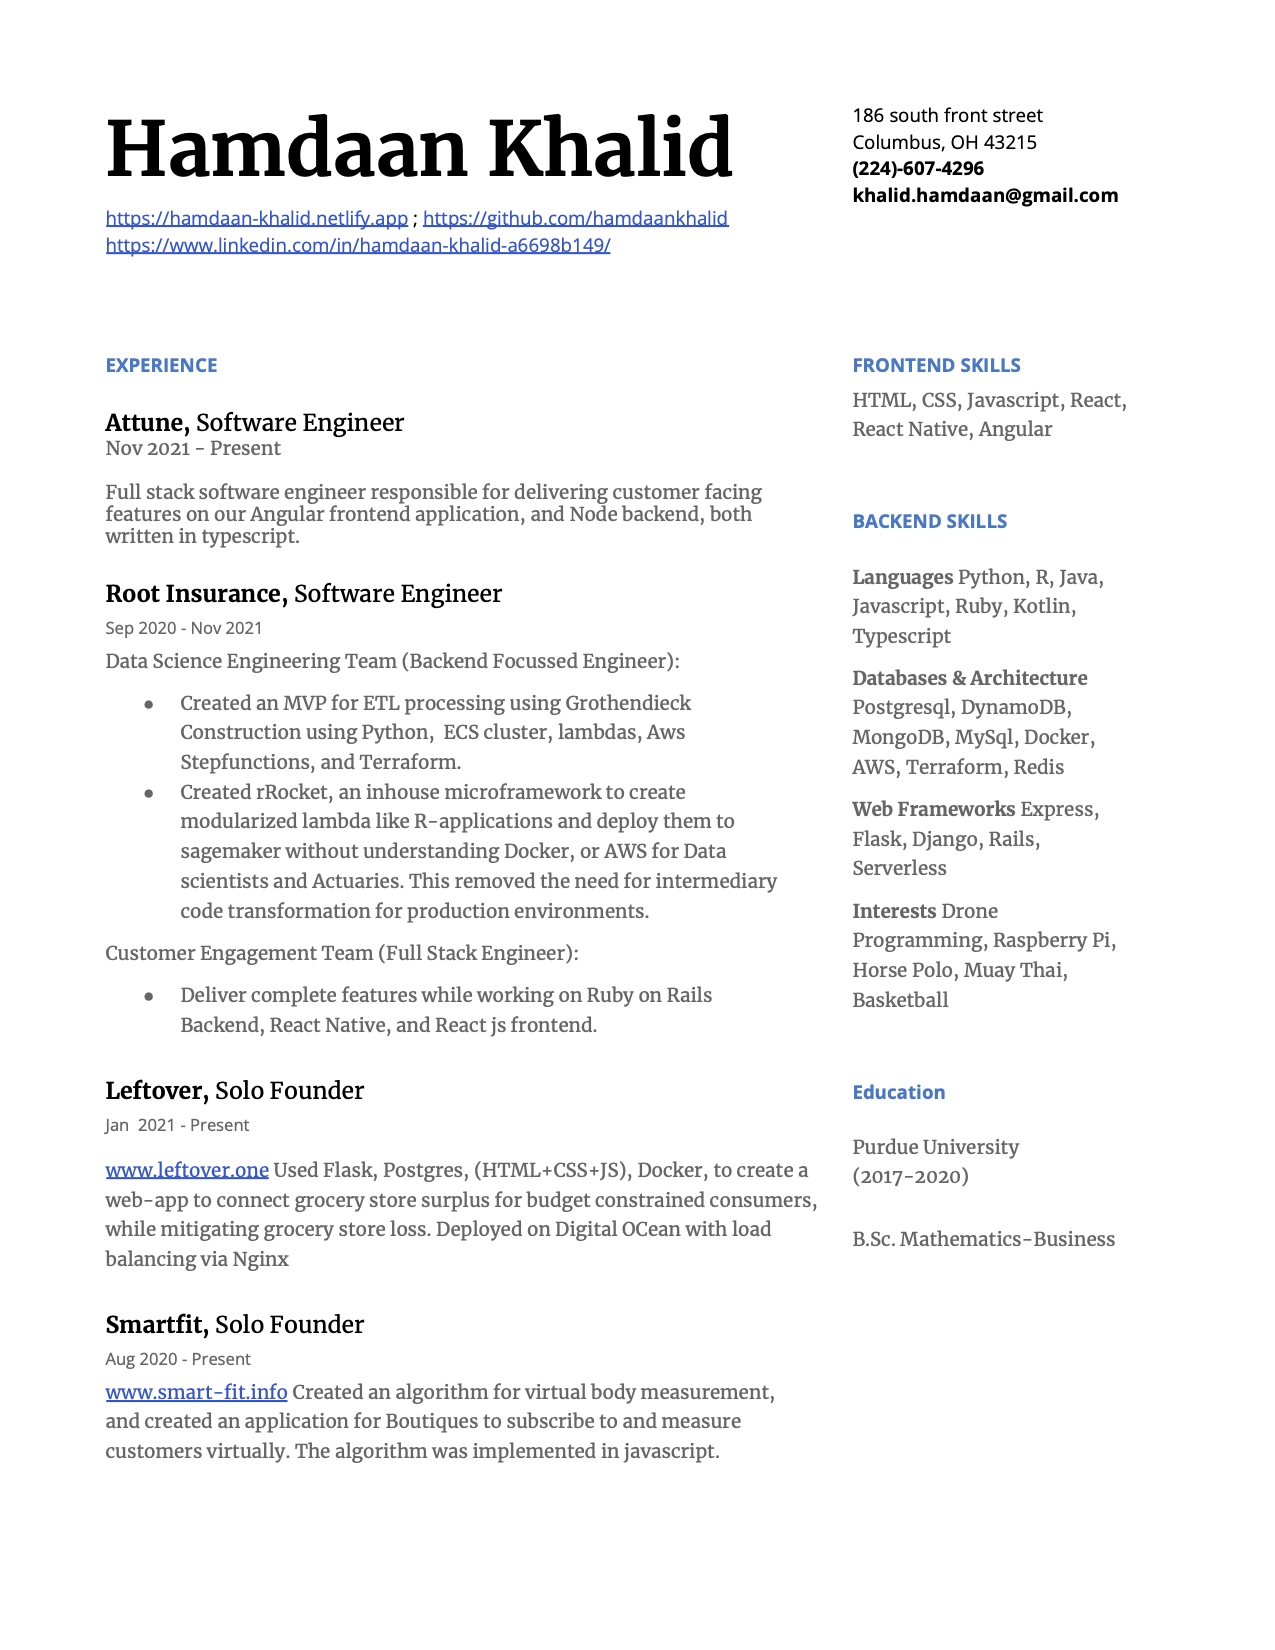 Hamdaan Khalid
https://hamdaan-khalid.netlify.app ; https://github.com/hamdaankhalid
https://www.linkedin.com/in/hamdaan-khalid-a6698b149/
186 south front street
Columbus, OH 43215
(224)-607-4296
khalid.hamdaan@gmail.com
EXPERIENCE
Attune, Software Engineer
Nov 2021 - Present
Full stack software engineer responsible for delivering customer facing
features on our Angular frontend application, and Node backend, both
written in typescript.
Root Insurance, Software Engineer
Sep 2020 - Nov 2021
Data Science Engineering Team (Backend Focussed Engineer):
● Created an MVP for ETL processing using Grothendieck
Construction using Python, ECS cluster, lambdas, Aws
Stepfunctions, and Terraform.
● Created rRocket, an inhouse microframework to create
modularized lambda like R-applications and deploy them to
sagemaker without understanding Docker, or AWS for Data
scientists and Actuaries. This removed the need for intermediary
code transformation for production environments.
Customer Engagement Team (Full Stack Engineer):
● Deliver complete features while working on Ruby on Rails
Backend, React Native, and React js frontend.
Leftover, Solo Founder
Jan 2021 - Present
www.leftover.one Used Flask, Postgres, (HTML+CSS+JS), Docker, to create a
web-app to connect grocery store surplus for budget constrained consumers,
while mitigating grocery store loss. Deployed on Digital OCean with load
balancing via Nginx
Smartfit, Solo Founder
Aug 2020 - Present
www.smart-fit.info Created an algorithm for virtual body measurement,
and created an application for Boutiques to subscribe to and measure
customers virtually. The algorithm was implemented in javascript.
FRONTEND SKILLS
HTML, CSS, Javascript, React,
React Native, Angular
BACKEND SKILLS
Languages Python, R, Java,
Javascript, Ruby, Kotlin,
Typescript
Databases & Architecture
Postgresql, DynamoDB,
MongoDB, MySql, Docker,
AWS, Terraform, Redis
Web Frameworks Express,
Flask, Django, Rails,
Serverless
Interests Drone
Programming, Raspberry Pi,
Horse Polo, Muay Thai,
Basketball
Education
Purdue University
(2017-2020)
B.Sc. Mathematics-Business